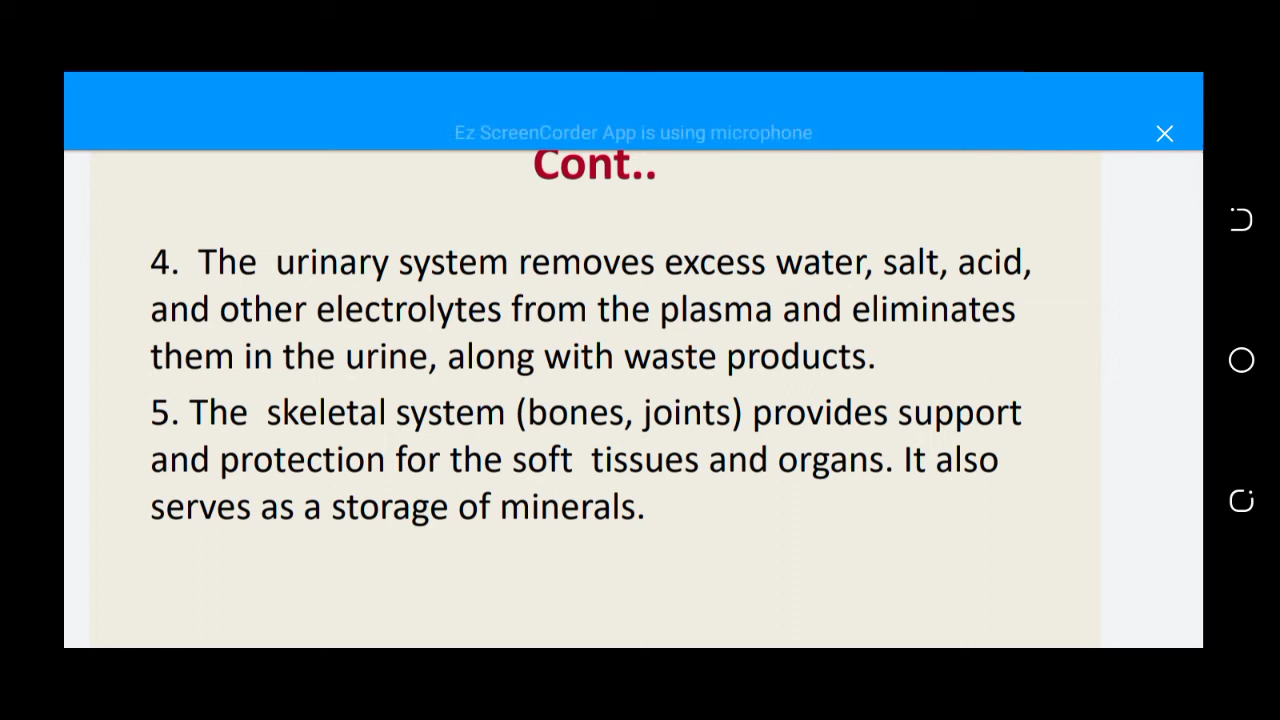 Ez ScreenCorder App is using microphone
Cont..
4. The urinary system removes excess water, salt, acid,
and other electrolytes from the plasma and eliminates
them in the urine, along with waste products.
5. The skeletal system (bones, joints) provides support
and protection for the soft tissues and organs. It also
serves as a storage of minerals.